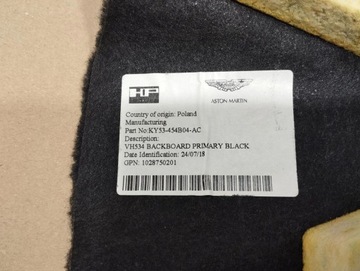 HP
ASTON MARTIN
Country of origin: Poland
Manufacturing
Part No:KY53-454B04-AC
Description:
VH534 BACKBOARD PRIMARY BLACK
Date Identification: 24/07/18
GPN: 1028750201